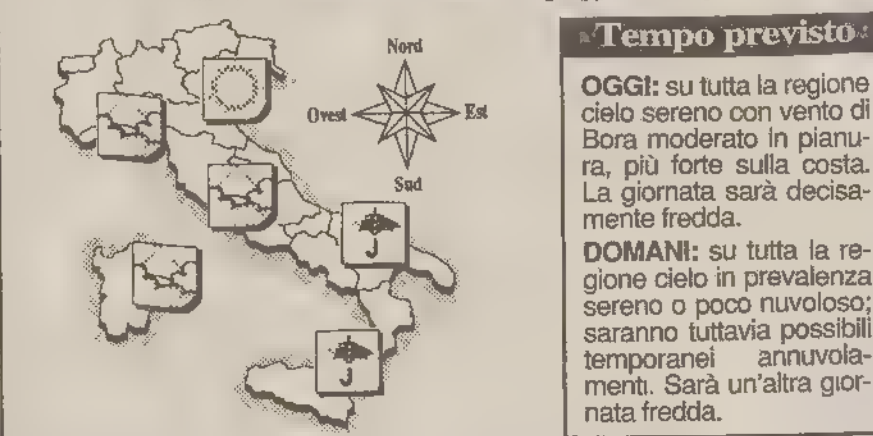 Nord
Ovest
Est
Sud
Tempo previsto:
OGGI: su tutta la regione
cielo sereno con vento di
Bora moderato in pianu-
ra, più forte sulla costa.
La giornata sarà decisa-
mente fredda.
DOMANI: su tutta la re-
gione cielo in prevalenza
sereno o poco nuvoloso;
saranno tuttavia possibili
temporanei annuvola-
menti. Sarà un'altra gior-
nata fredda.